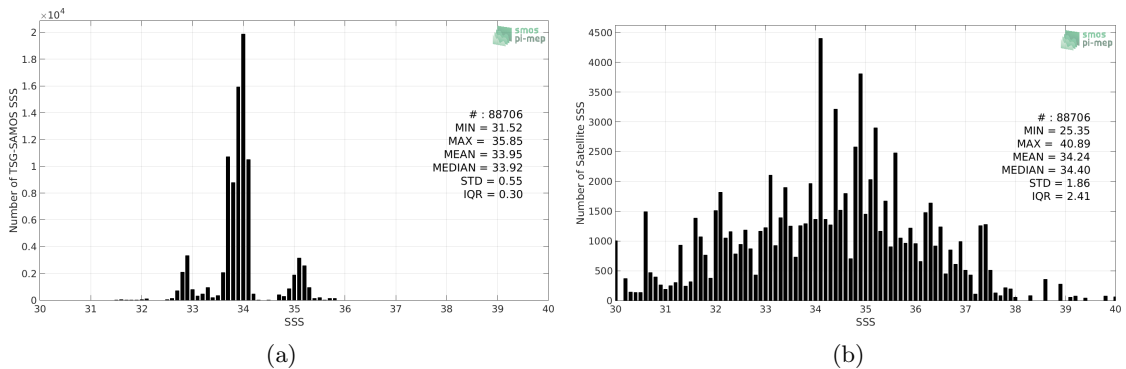 ×10⁴
2
1.8
1.6
1.4
1.2
1
0.8
0.6
0.4
0.2
0
Number of TSG-SAMOS SSS
30 31 32 33 34 35 36 37 38 39 40
SSS
smos
pi-mep
# : 88706
MIN = 31.52
MAX = 35.85
MEAN = 33.95
MEDIAN = 33.92
STD = 0.55
IQR = 0.30
(a)
4500
4000
3500
3000
2500
2000
1500
1000
500
0
Number of Satellite SSS
30 31 32 33 34 35 36 37 38 39 40
SSS
smos
pi-mep
# : 88706
MIN = 25.35
MAX = 40.89
MEAN = 34.24
MEDIAN = 34.40
STD = 1.86
IQR = 2.41
(b)